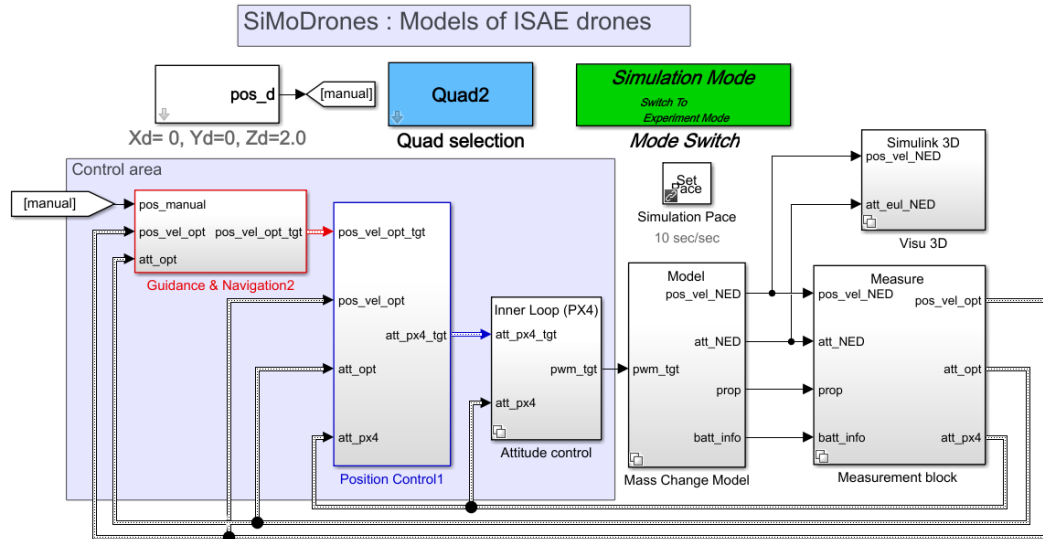 SiMoDrones : Models of ISAE drones
pos_d
[manual]
Xd= 0, Yd=0, Zd=2.0
Quad2
Quad selection
Simulation Mode
Switch To
Experiment Mode
Mode Switch
Set
Pace
Simulation Pace
10 sec/sec
Simulink 3D
pos_vel_NED
att_eul_NED
Visu 3D
Control area
[manual]
pos_manual
pos_vel_opt
att_opt
pos_vel_opt_tgt
Guidance & Navigation2
pos_vel_opt_tgt
pos_vel_opt
att_opt
att_px4
att_px4_tgt
Position Control1
Inner Loop (PX4)
att_px4_tgt
att_px4
pwm_tgt
Attitude control
Model
pwm_tgt
pos_vel_NED
att_NED
prop
batt_info
Mass Change Model
Measure
pos_vel_NED
att_NED
prop
batt_info
pos_vel_opt
att_opt
att_px4
Measurement block